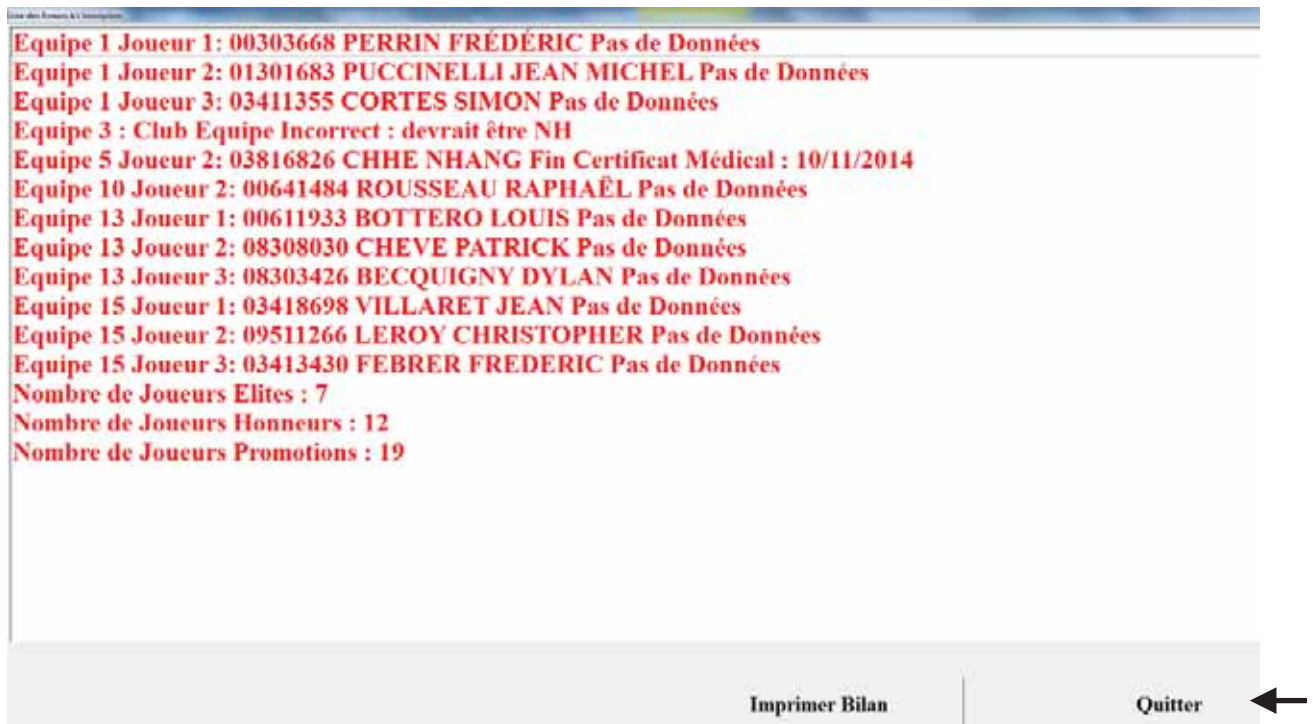 Liste des Erreurs à L'inscription
Equipe 1 Joueur 1: 00303668 PERRIN FRÉDÉRIC Pas de Données
Equipe 1 Joueur 2: 01301683 PUCCINELLI JEAN MICHEL Pas de Données
Equipe 1 Joueur 3: 03411355 CORTES SIMON Pas de Données
Equipe 3 : Club Equipe Incorrect : devrait être NH
Equipe 5 Joueur 2: 03816826 CHHE NHANG Fin Certificat Médical : 10/11/2014
Equipe 10 Joueur 2: 00641484 ROUSSEAU RAPHAËL Pas de Données
Equipe 13 Joueur 1: 00611933 BOTTERO LOUIS Pas de Données
Equipe 13 Joueur 2: 08308030 CHEVE PATRICK Pas de Données
Equipe 13 Joueur 3: 08303426 BECQUIGNY DYLAN Pas de Données
Equipe 15 Joueur 1: 03418698 VILLARET JEAN Pas de Données
Equipe 15 Joueur 2: 09511266 LEROY CHRISTOPHER Pas de Données
Equipe 15 Joueur 3: 03413430 FEBRER FREDERIC Pas de Données
Nombre de Joueurs Elites : 7
Nombre de Joueurs Honneurs : 12
Nombre de Joueurs Promotions : 19
Imprimer Bilan
Quitter